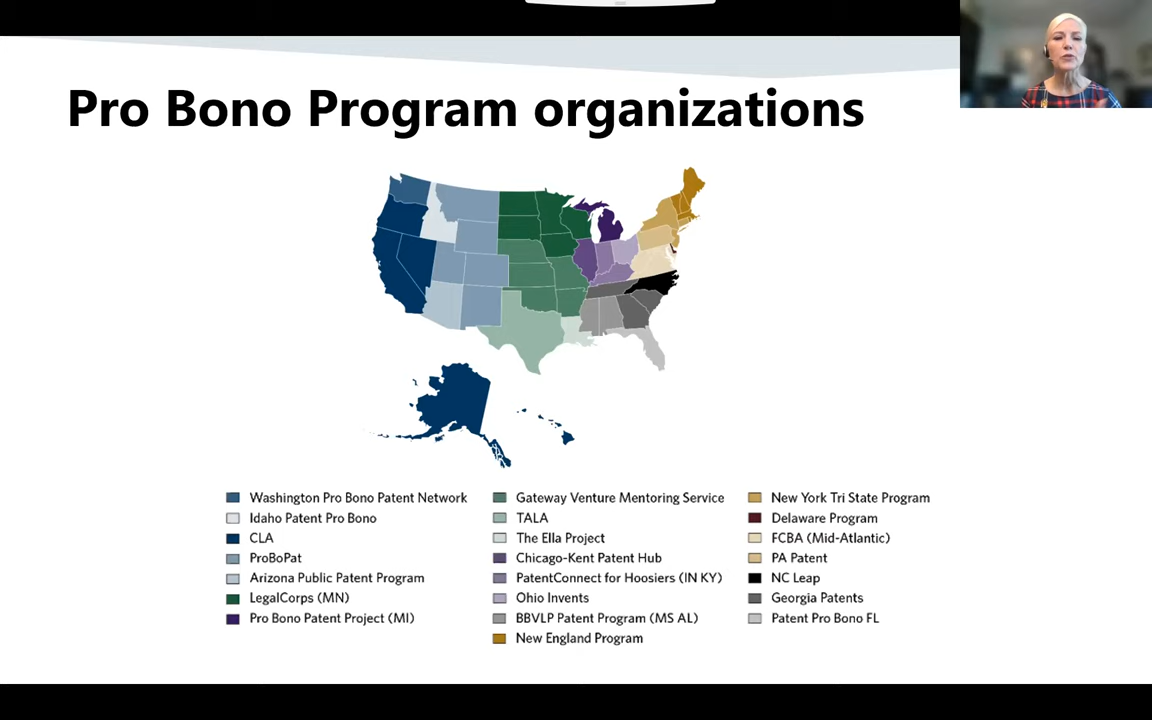 Pro Bono Program organizations
Washington Pro Bono Patent Network
Idaho Patent Pro Bono
CLA
ProBoPat
Arizona Public Patent Program
LegalCorps (MN)
Pro Bono Patent Project (MI)
Gateway Venture Mentoring Service
TALA
The Ella Project
Chicago-Kent Patent Hub
PatentConnect for Hoosiers (IN KY)
Ohio Invents
BBVLP Patent Program (MS AL)
New England Program
New York Tri State Program
Delaware Program
FCBA (Mid-Atlantic)
PA Patent
NC Leap
Georgia Patents
Patent Pro Bono FL